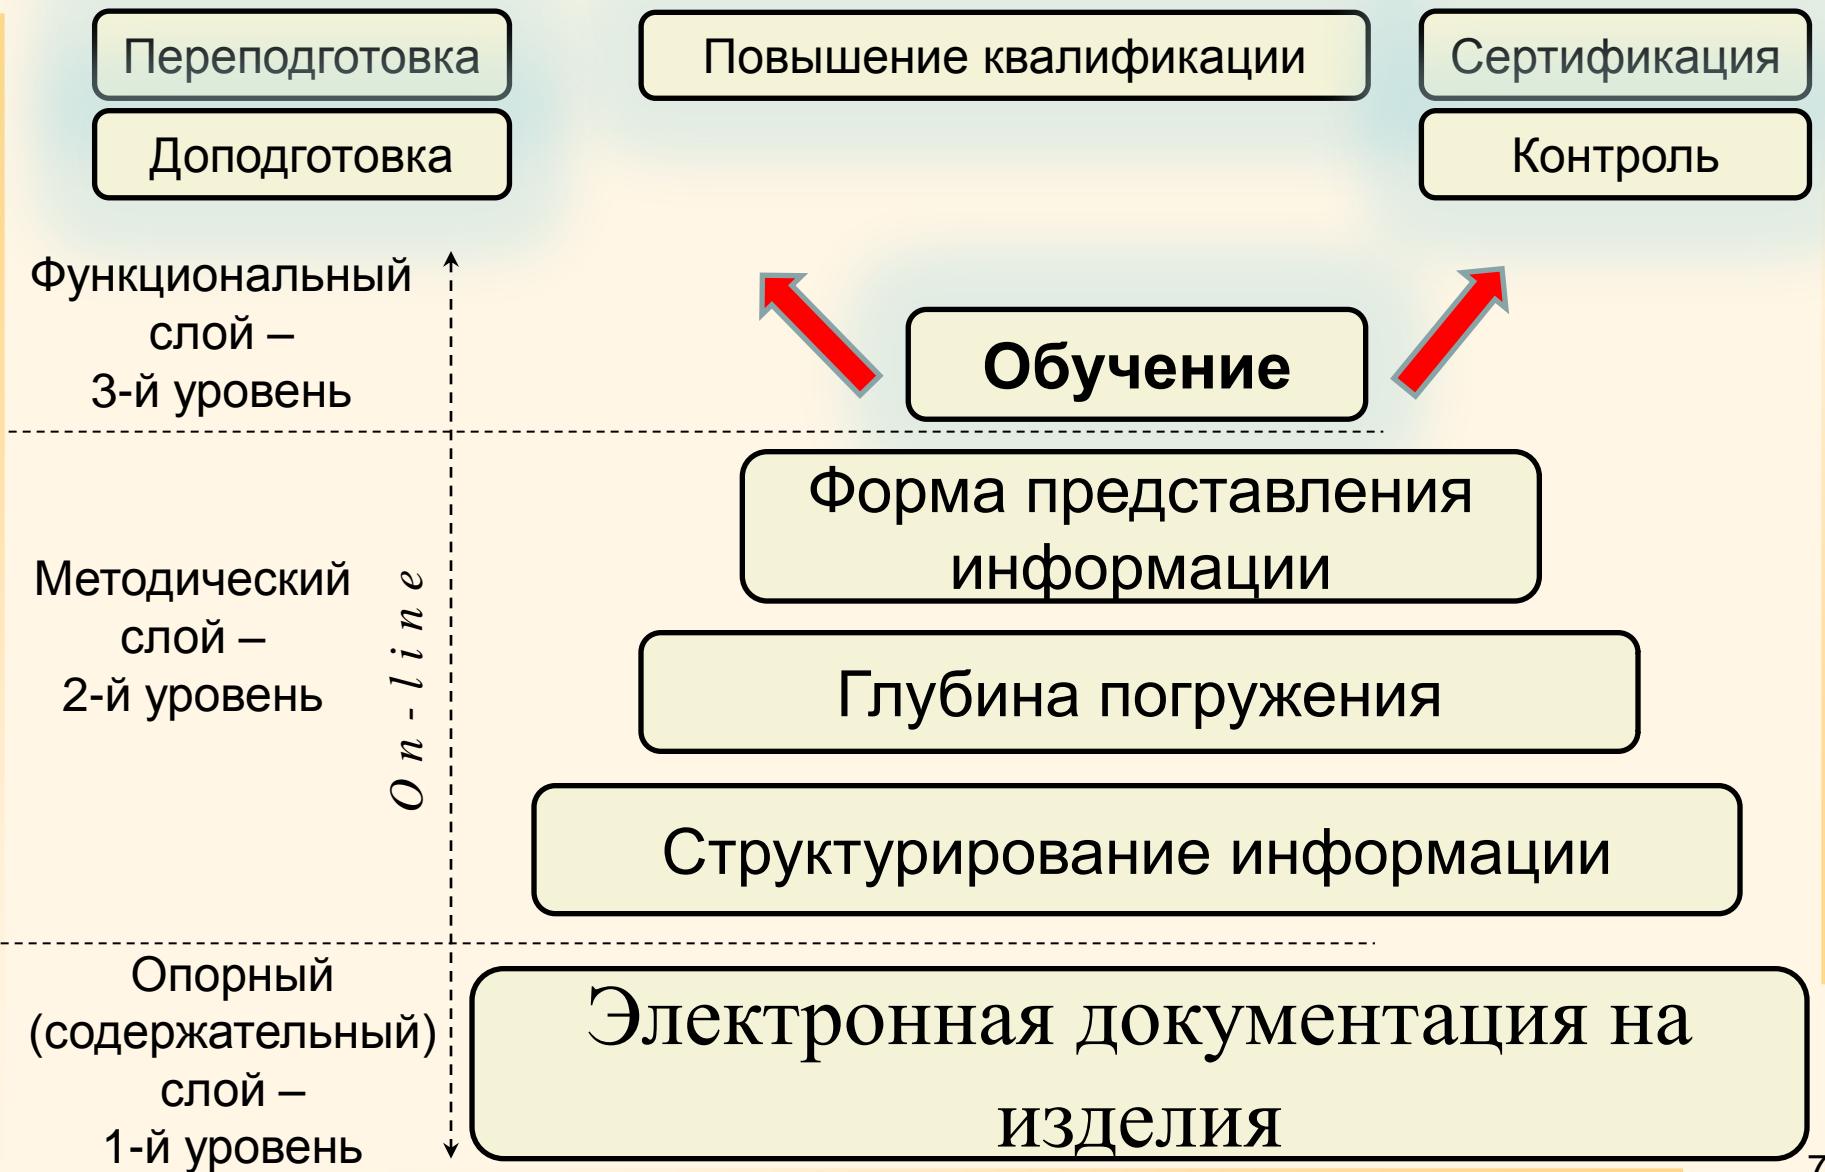 Переподготовка
Повышение квалификации
Сертификация
Доподготовка
Контроль
Функциональный
слой –
3-й уровень
Обучение
Форма представления
информации
Методический
слой –
2-й уровень
On-line
Глубина погружения
Структурирование информации
Опорный
(содержательный)
слой –
1-й уровень
Электронная документация на
изделия
7